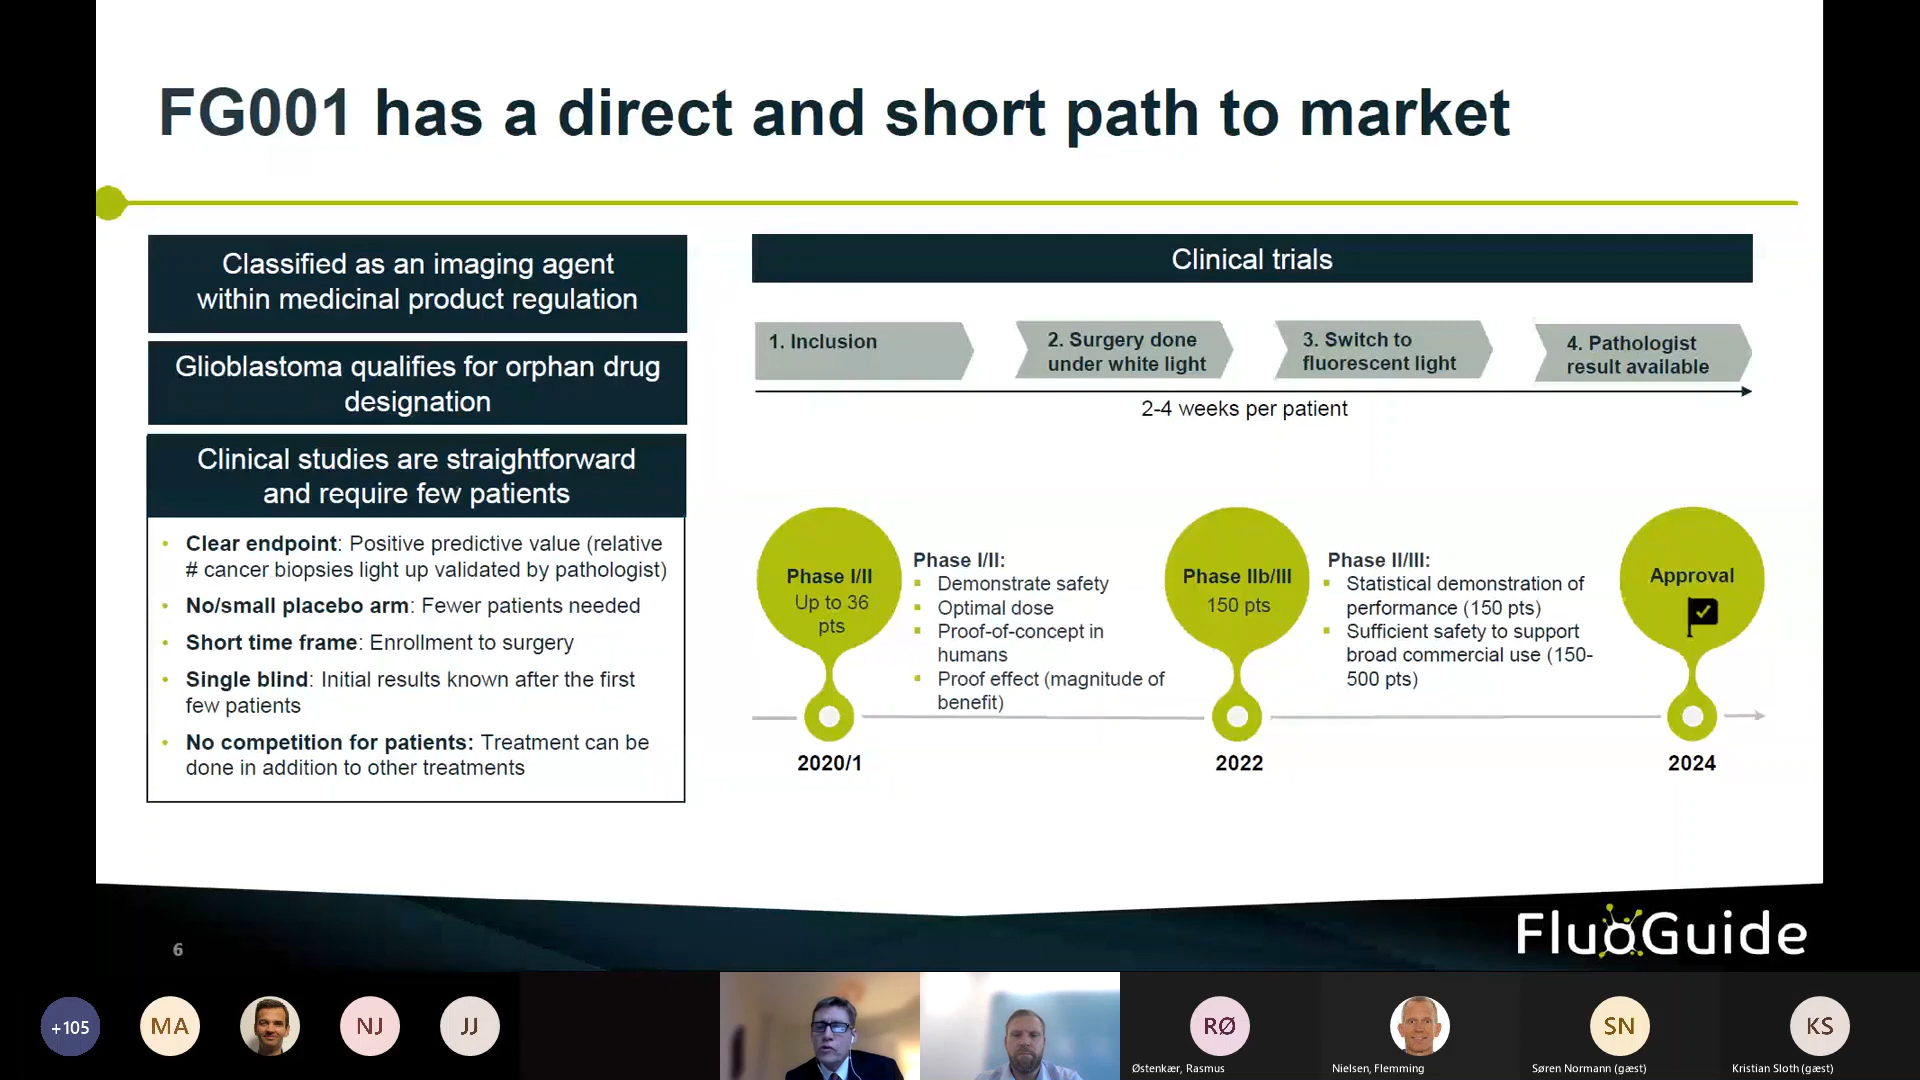 FG001 has a direct and short path to market
Classified as an imaging agent
within medicinal product regulation
Glioblastoma qualifies for orphan drug
designation
Clinical studies are straightforward
and require few patients
• Clear endpoint: Positive predictive value (relative
# cancer biopsies light up validated by pathologist)
• No/small placebo arm: Fewer patients needed
• Short time frame: Enrollment to surgery
• Single blind: Initial results known after the first
few patients
• No competition for patients: Treatment can be
done in addition to other treatments
Clinical trials
1. Inclusion
2. Surgery done
under white light
3. Switch to
fluorescent light
4. Pathologist
result available
2-4 weeks per patient
Phase I/II
Up to 36
pts
Phase I/II:
Demonstrate safety
Optimal dose
Proof-of-concept in
humans
Proof effect (magnitude of
benefit)
Phase IIb/III
150 pts
Phase II/III:
Statistical demonstration of
performance (150 pts)
Sufficient safety to support
broad commercial use (150-
500 pts)
Approval
2020/1
2022
2024
6
FluoGuide
+105
MA
NJ
JJ
RØ
SN
KS
Østenkær, Rasmus
Nielsen, Flemming
Søren Normann (gæst)
Kristian Sloth (gæst)